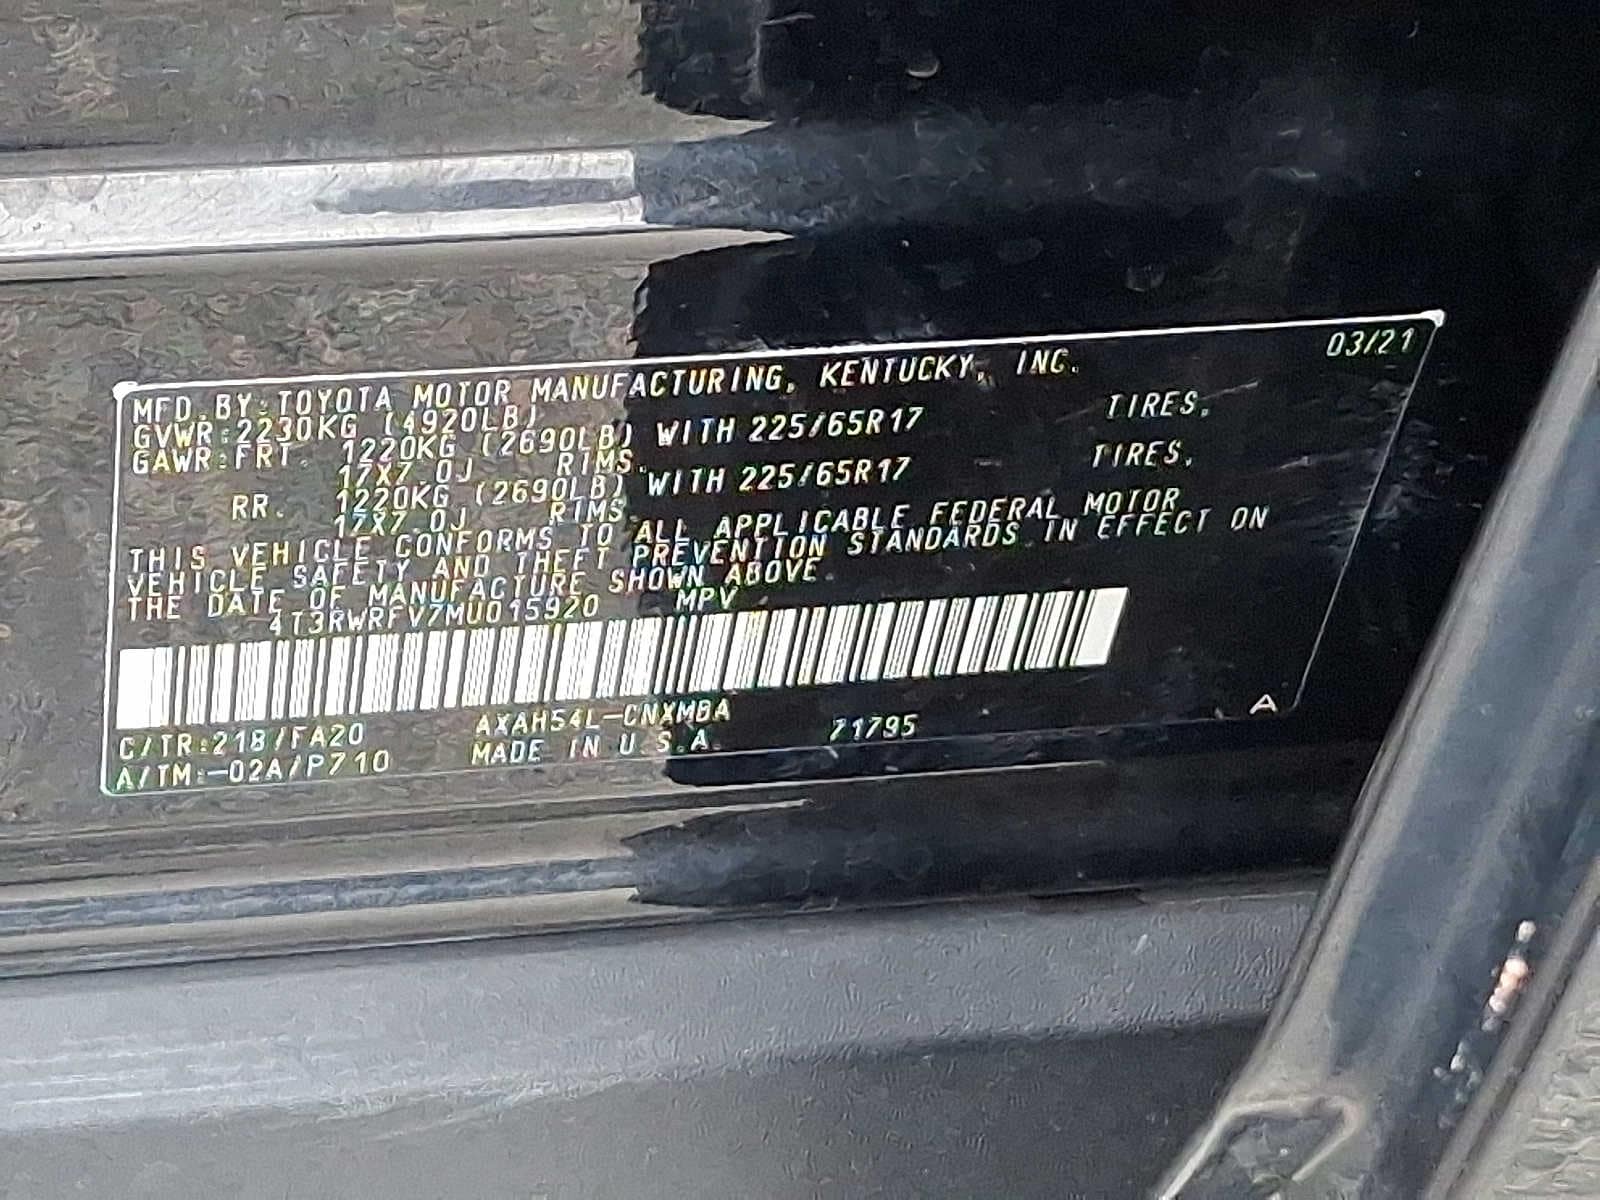 MFD.BY:TOYOTA MOTOR MANUFACTURING, KENTUCKY, INC. 03/21
GVWR:2230KG (4920LB)
GAWR:FRT. 1220KG (2690LB) WITH 225/65R17 TIRES,
17X7.0J RIMS.
RR. 1220KG (2690LB) WITH 225/65R17 TIRES,
17X7.0J RIMS.
THIS VEHICLE CONFORMS TO ALL APPLICABLE FEDERAL MOTOR
VEHICLE SAFETY AND THEFT PREVENTION STANDARDS IN EFFECT ON
THE DATE OF MANUFACTURE SHOWN ABOVE.
4T3RWRFV7MU015920 MPV
C/TR:218/FA20 AXAH54L-CNXMBA
A/TM:-02A/P710 MADE IN U.S.A. 71795 A